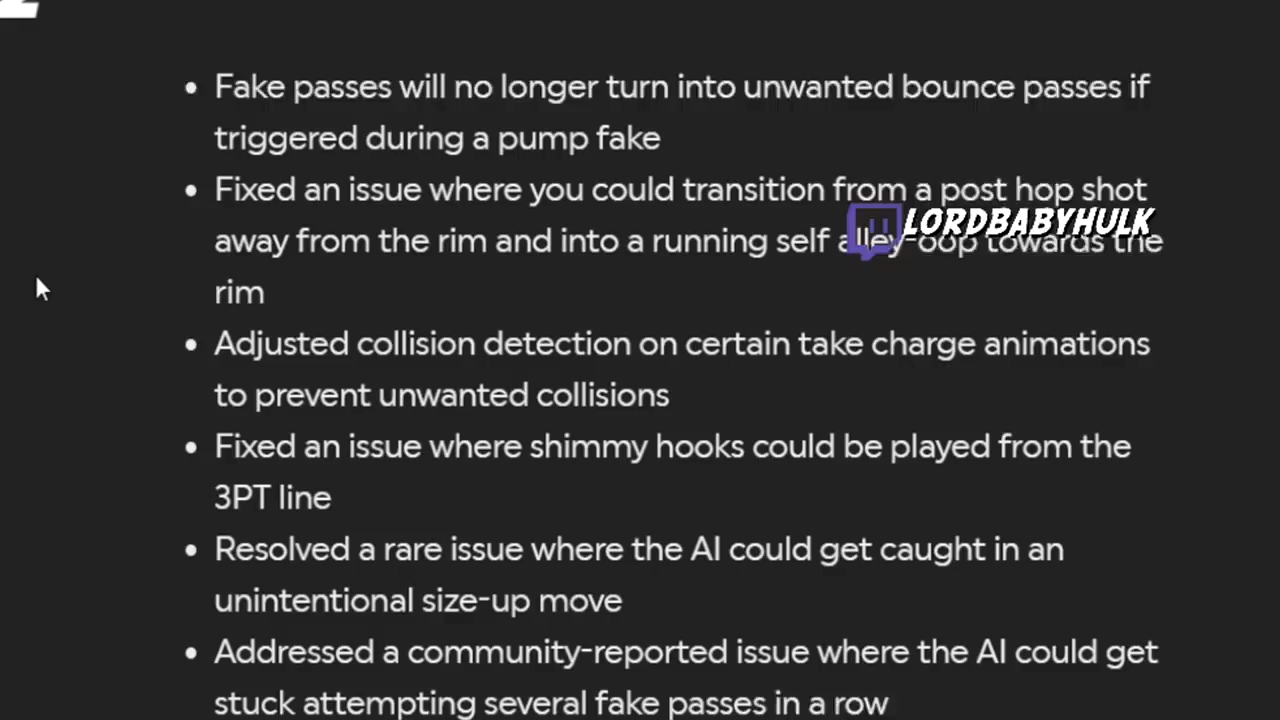 Fake passes will no longer turn into unwanted bounce passes if
triggered during a pump fake
Fixed an issue where you could transition from a post hop shot
LORDBABYHULK
away from the rim and into a running self alley-oop towards the
rim
Adjusted collision detection on certain take charge animations
to prevent unwanted collisions
Fixed an issue where shimmy hooks could be played from the
3PT line
Resolved a rare issue where the AI could get caught in an
unintentional size-up move
Addressed a community-reported issue where the AI could get
stuck attempting several fake passes in a row